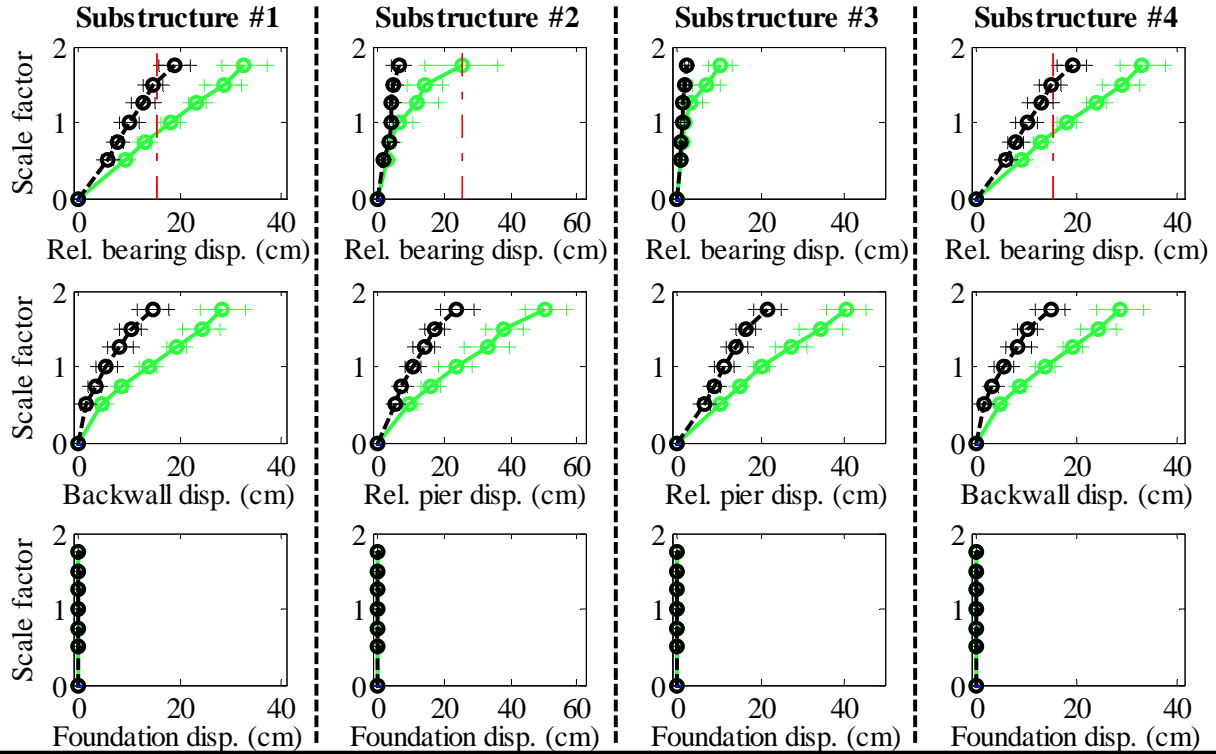 Substructure #1 Substructure #2 Substructure #3 Substructure #4
Scale factor
2
1
0
0 20 40
Rel. bearing disp. (cm)
2
1
0
0 20 40 60
Rel. bearing disp. (cm)
2
1
0
0 20 40
Rel. bearing disp. (cm)
2
1
0
0 20 40
Rel. bearing disp. (cm)
Scale factor
2
1
0
0 20 40
Backwall disp. (cm)
2
1
0
0 20 40 60
Rel. pier disp. (cm)
2
1
0
0 20 40
Rel. pier disp. (cm)
2
1
0
0 20 40
Backwall disp. (cm)
Scale factor
2
1
0
0 20 40
Foundation disp. (cm)
2
1
0
0 20 40 60
Foundation disp. (cm)
2
1
0
0 20 40
Foundation disp. (cm)
2
1
0
0 20 40
Foundation disp. (cm)